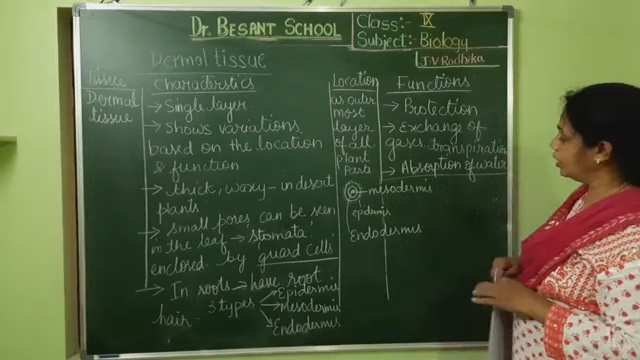 Dr. BESANT SCHOOL
Class:- IX
Subject:- Biology
J.V Radhika
Dermal tissue
Tissue
Dermal
tissue
Charactorstics
→ Single layer.
→ Shows variations
based on the location
& function
→ thick, waxy - in desert
plants
→ Small pores can be seen
in the leaf → Stomata,
enclosed by guard cells
→ In roots → have root
hair. 3 types
Epidermis
Mesodermis
Endodermis
Location
as outer
most
layer
of all
plant
Parts
mesodermis
epidermis
Endodermis
Functions
→ Protection
→ Exchange of
gases, transpiration
→ Absorption of water